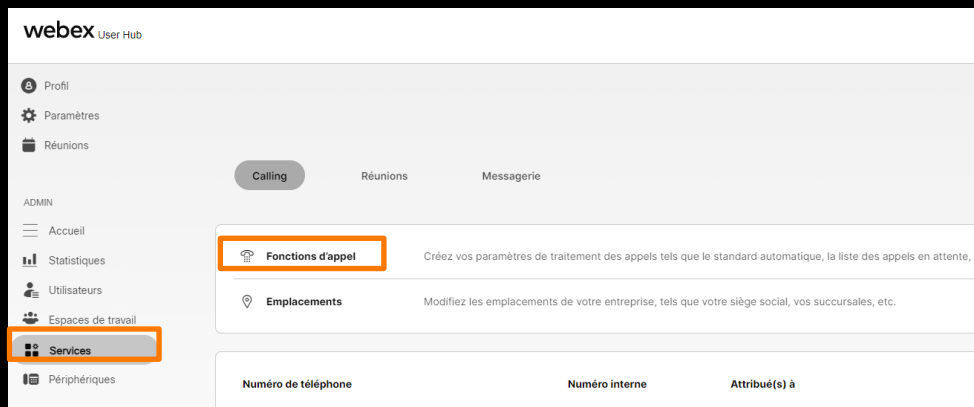 webex User Hub
Profil
Paramètres
Réunions
Calling Réunions Messagerie
ADMIN
Accueil
Statistiques
Utilisateurs
Espaces de travail
Services
Périphériques
Fonctions d'appel Créez vos paramètres de traitement des appels tels que le standard automatique, la liste des appels en attente,
Emplacements Modifiez les emplacements de votre entreprise, tels que votre siège social, vos succursales, etc.
Numéro de téléphone Numéro interne Attribué(s) à